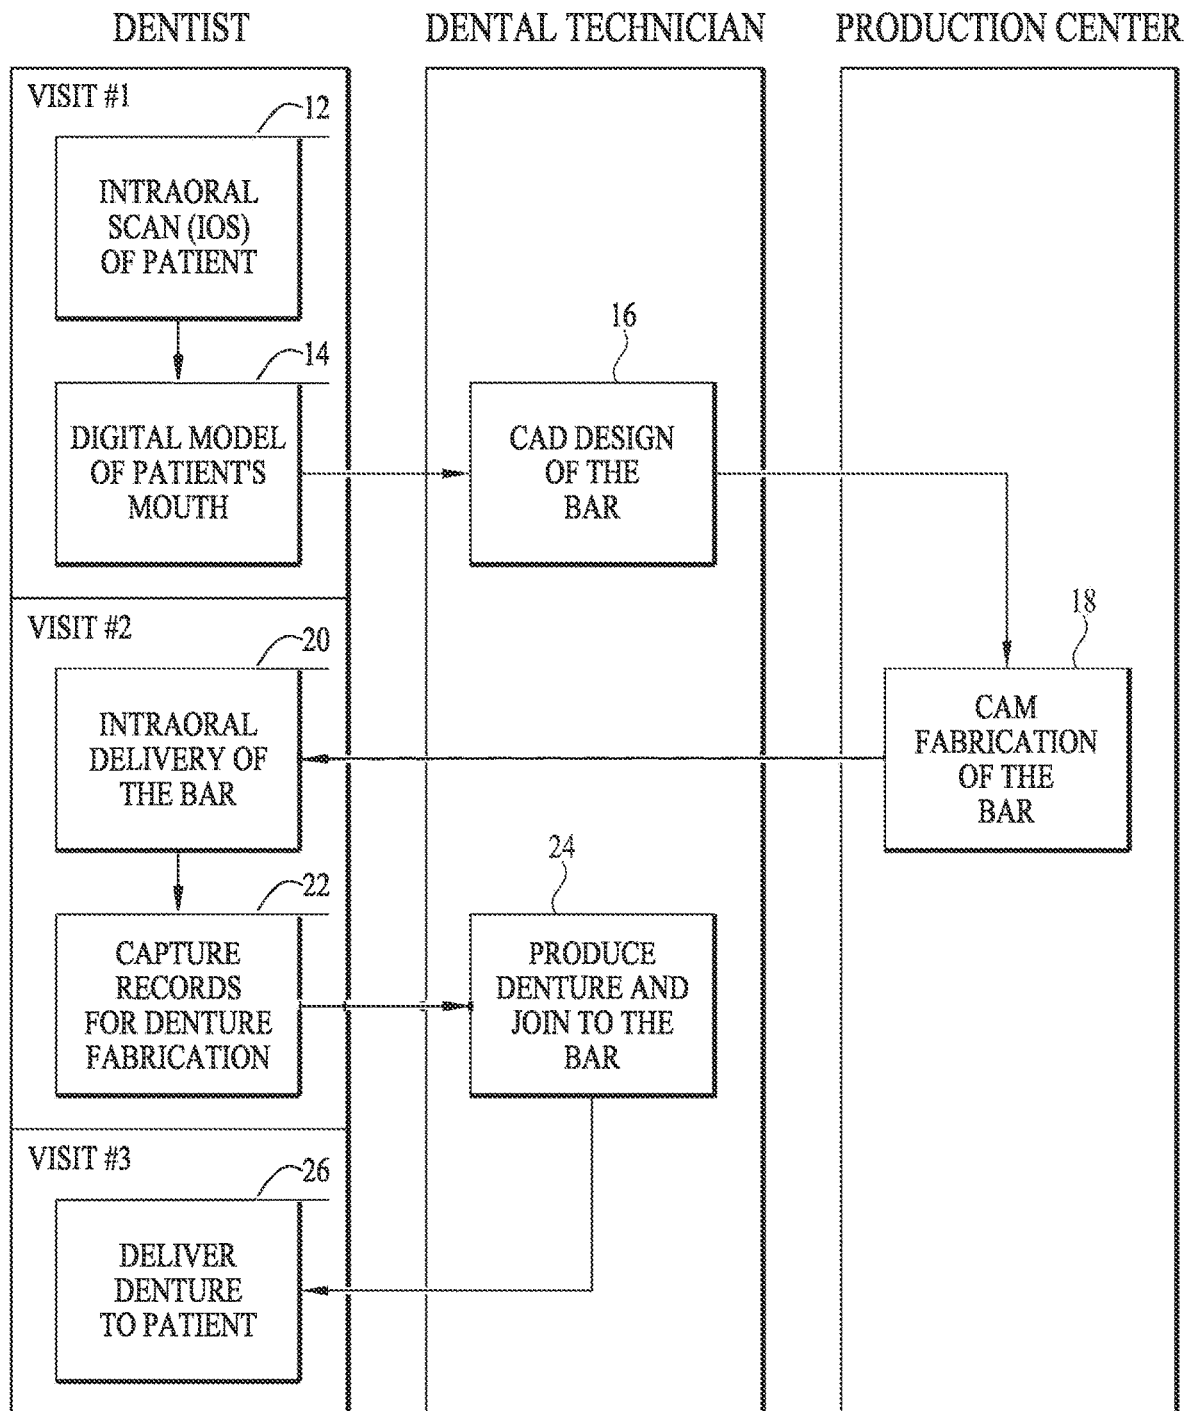 DENTIST
DENTAL TECHNICIAN
PRODUCTION CENTER
VISIT #1
12
INTRAORAL
SCAN (IOS)
OF PATIENT
14
DIGITAL MODEL
OF PATIENT'S
MOUTH
16
CAD DESIGN
OF THE
BAR
18
CAM
FABRICATION
OF THE
BAR
VISIT #2
20
INTRAORAL
DELIVERY OF
THE BAR
22
CAPTURE
RECORDS
FOR DENTURE
FABRICATION
24
PRODUCE
DENTURE AND
JOIN TO THE
BAR
VISIT #3
26
DELIVER
DENTURE
TO PATIENT